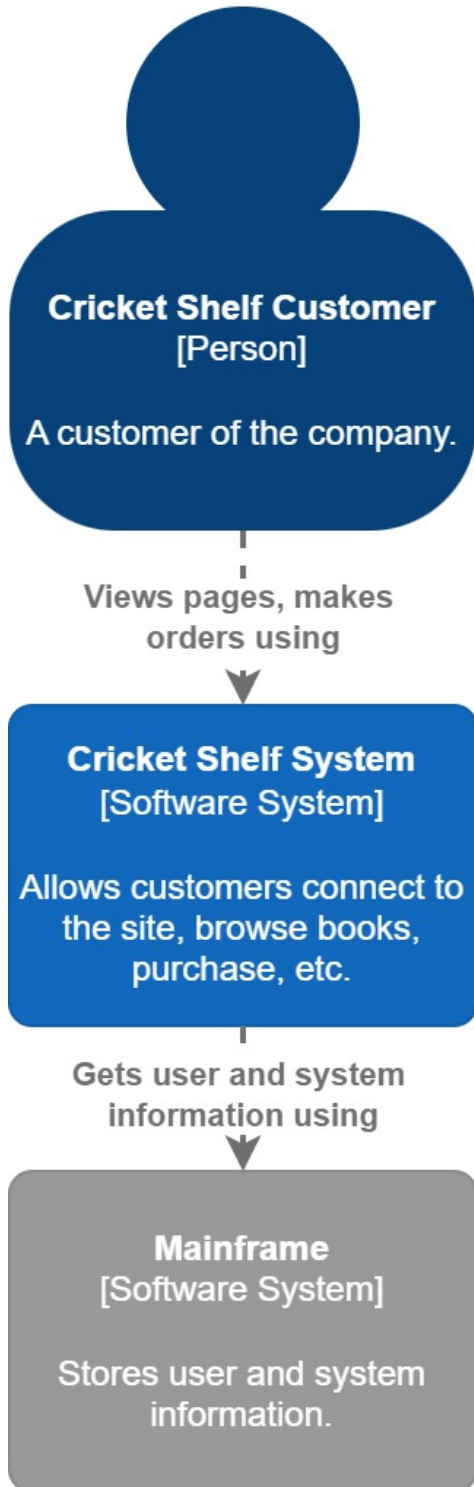 Cricket Shelf Customer
[Person]
A customer of the company.
Views pages, makes
orders using
Cricket Shelf System
[Software System]
Allows customers connect to
the site, browse books,
purchase, etc.
Gets user and system
information using
Mainframe
[Software System]
Stores user and system
information.